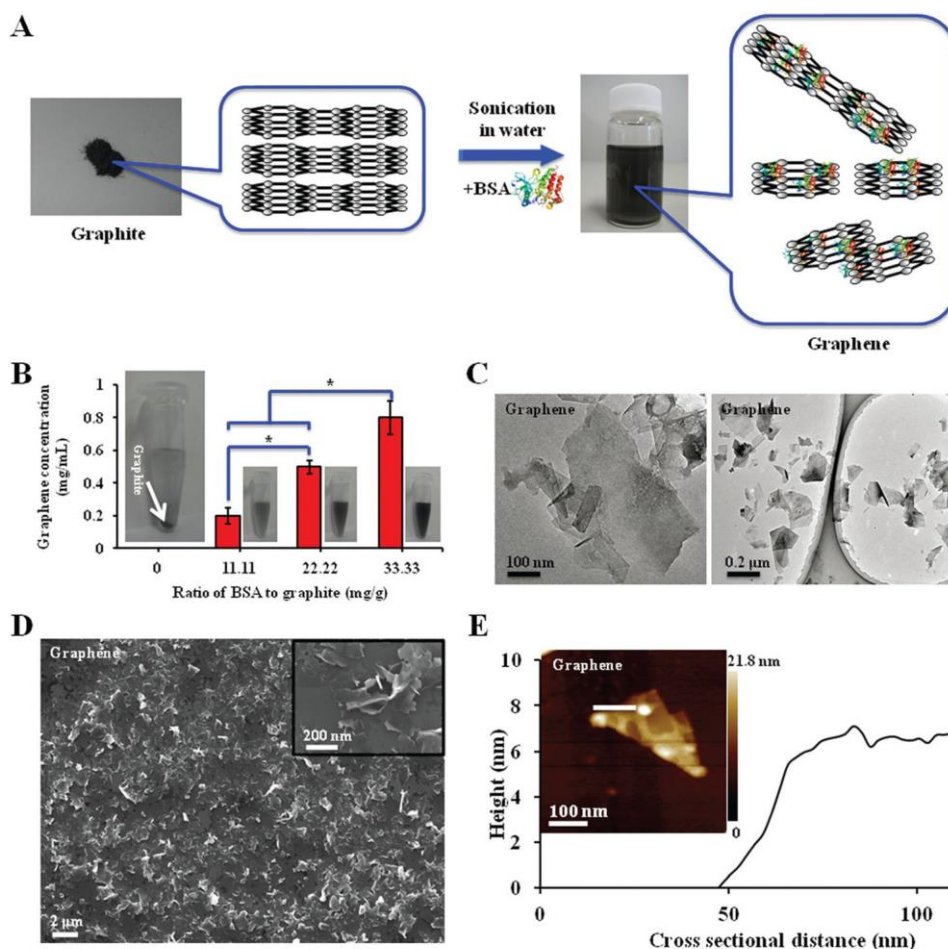 A
Graphite
Sonication
in water
+BSA
Graphene
B
Graphene concentration
(mg/mL)
1
0.8
0.6
0.4
0.2
0
Graphite
*
*
0
11.11
22.22
33.33
Ratio of BSA to graphite (mg/g)
C
Graphene
100 nm
Graphene
0.2 μm
D
Graphene
200 nm
2 μm
E
Height (nm)
10
8
6
4
2
0
Graphene
21.8 nm
0
100 nm
0
50
100
Cross sectional distance (nm)